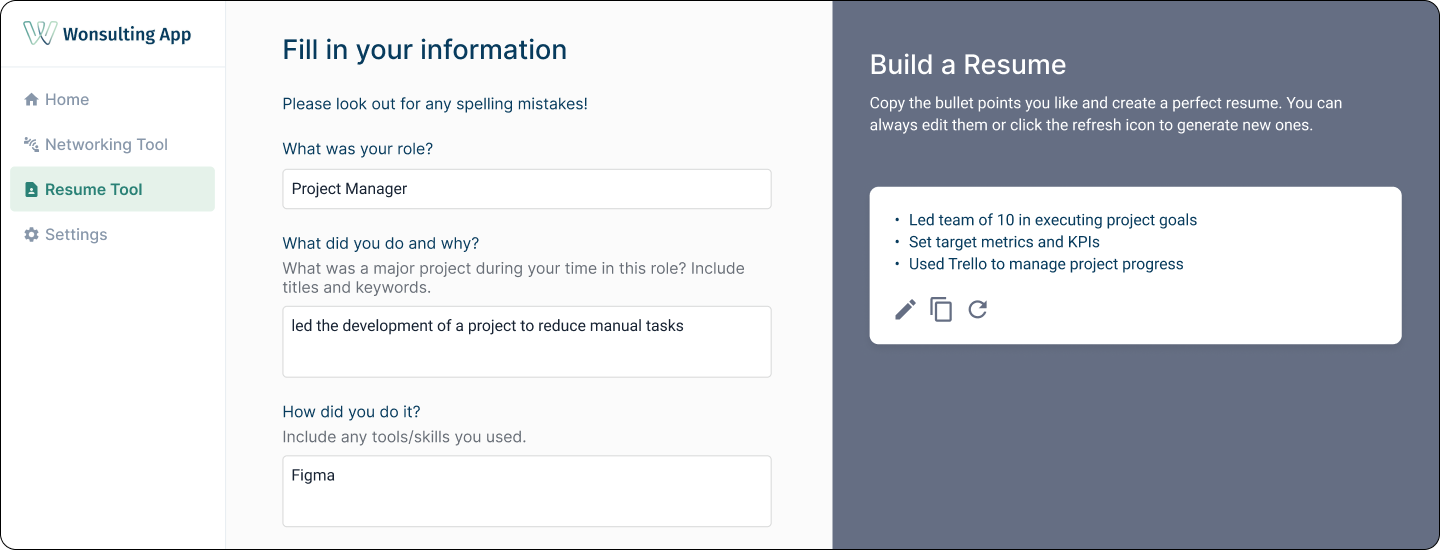 Wonsulting App
Home
Networking Tool
Resume Tool
Settings
Fill in your information
Please look out for any spelling mistakes!
What was your role?
Project Manager
What did you do and why?
What was a major project during your time in this role? Include
titles and keywords.
led the development of a project to reduce manual tasks
How did you do it?
Include any tools/skills you used.
Figma
Build a Resume
Copy the bullet points you like and create a perfect resume. You can
always edit them or click the refresh icon to generate new ones.
• Led team of 10 in executing project goals
• Set target metrics and KPIs
• Used Trello to manage project progress